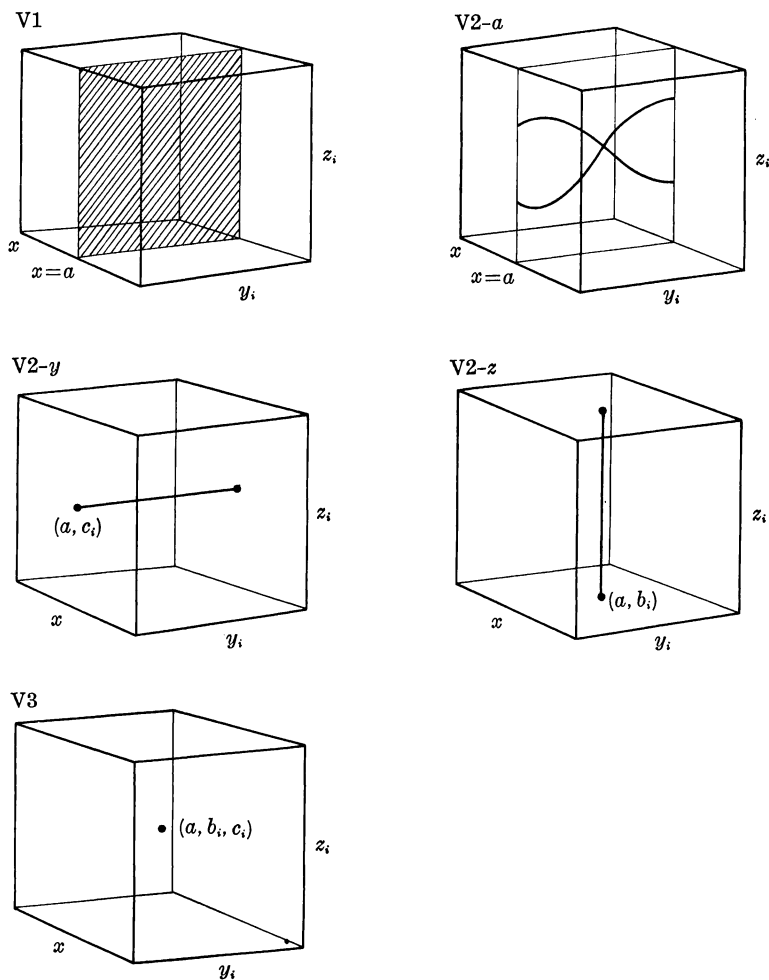 V1
z_i
x
x=a
y_i
V2-a
z_i
x
x=a
y_i
V2-y
(a, c_i)
z_i
x
y_i
V2-z
z_i
(a, b_i)
x
y_i
V3
(a, b_i, c_i)
z_i
x
y_i